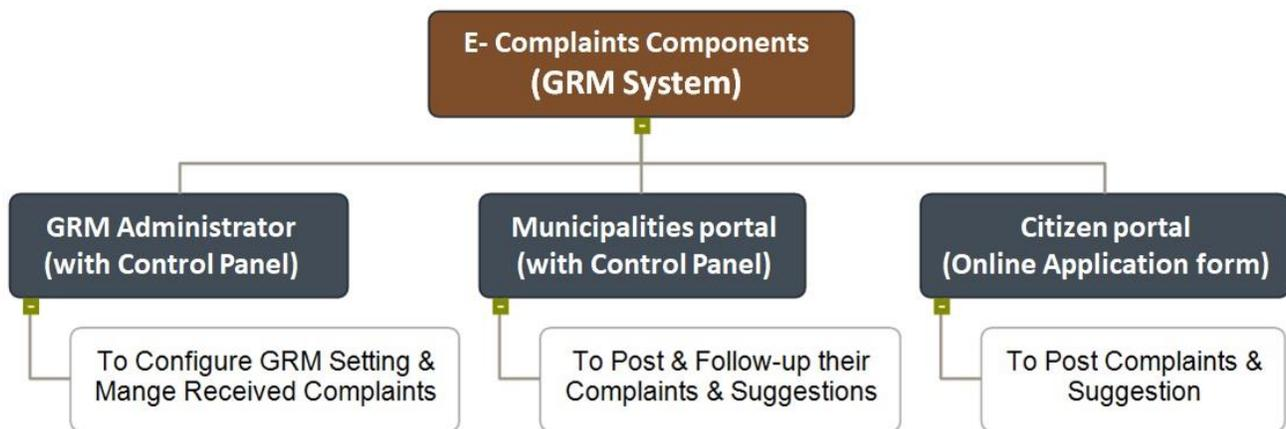 E- Complaints Components
(GRM System)
GRM Administrator
(with Control Panel)
Municipalities portal
(with Control Panel)
Citizen portal
(Online Application form)
To Configure GRM Setting &
Mange Received Complaints
To Post & Follow-up their
Complaints & Suggestions
To Post Complaints &
Suggestion